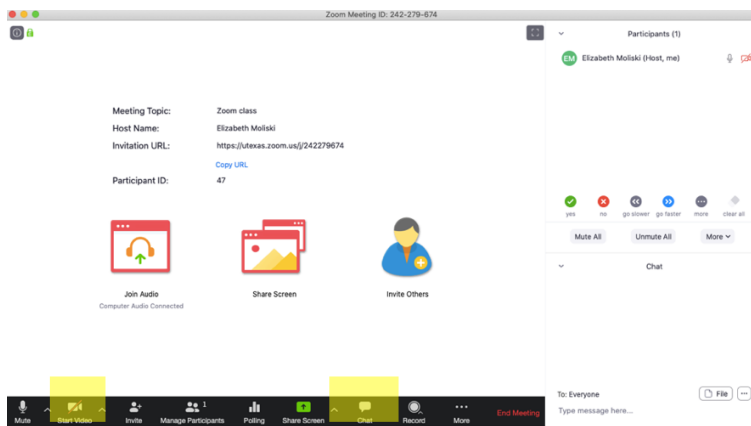 Zoom Meeting ID: 242-279-674
Meeting Topic: Zoom class
Host Name: Elizabeth Moliski
Invitation URL: https://utexas.zoom.us/j/242279674
Copy URL
Participant ID: 47
Join Audio
Computer Audio Connected
Share Screen
Invite Others
Mute
Start Video
Invite
1
Manage Participants
Polling
Share Screen
Chat
Record
More
End Meeting
Participants (1)
EM Elizabeth Moliski (Host, me)
yes no go slower go faster more clear all
Mute All Unmute All More
Chat
To: Everyone File
Type message here...